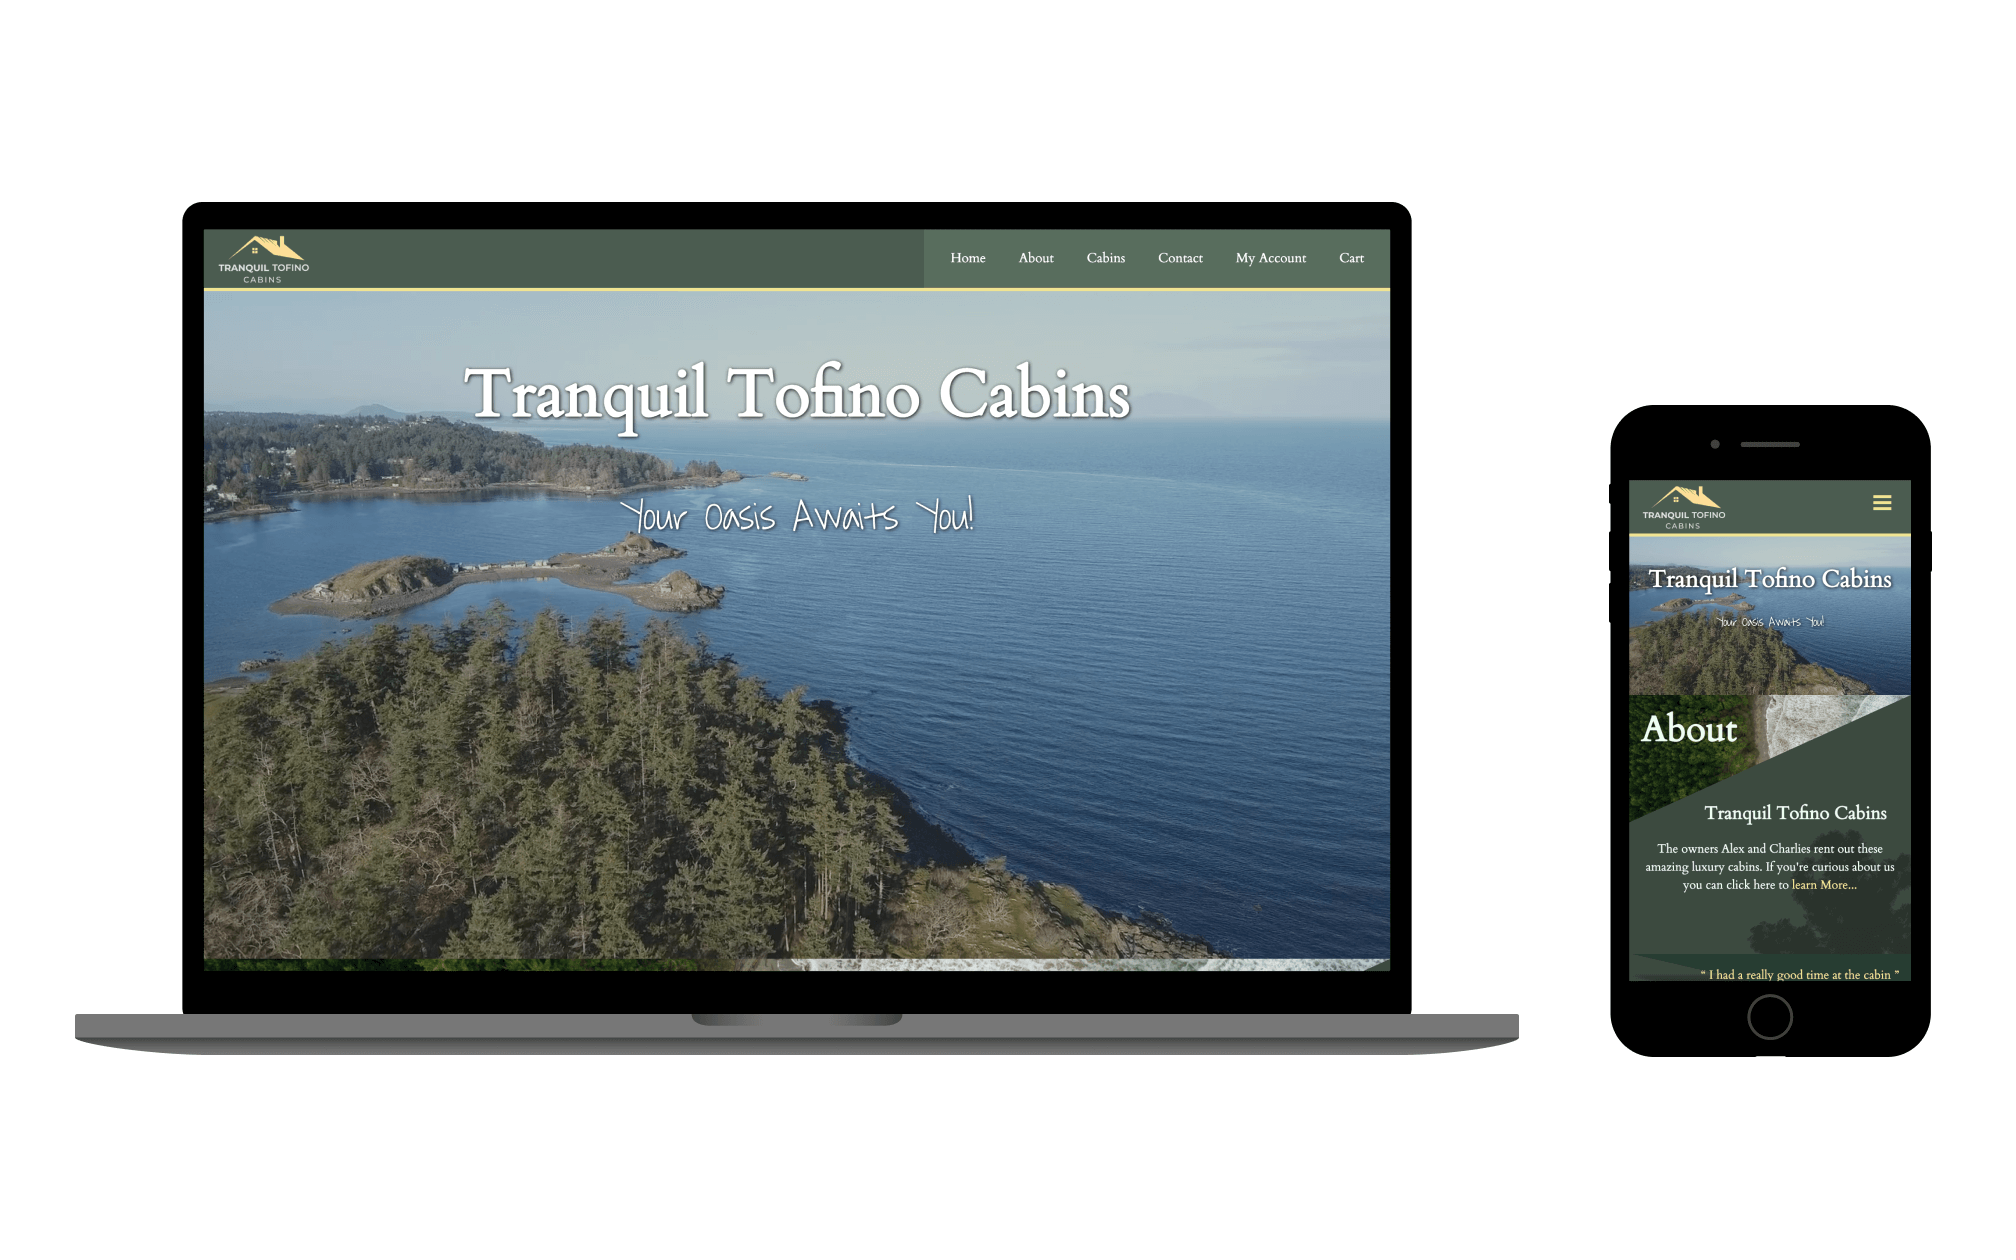 TRANQUIL TOFINO
CABINS
Home About Cabins Contact My Account Cart
Tranquil Tofino Cabins
Your Oasis Awaits You!
TRANQUIL TOFINO
CABINS
Tranquil Tofino Cabins
Your Oasis Awaits You!
About
Tranquil Tofino Cabins
The owners Alex and Charlies rent out these
amazing luxury cabins. If you're curious about us
you can click here to learn More...
“ I had a really good time at the cabin ”